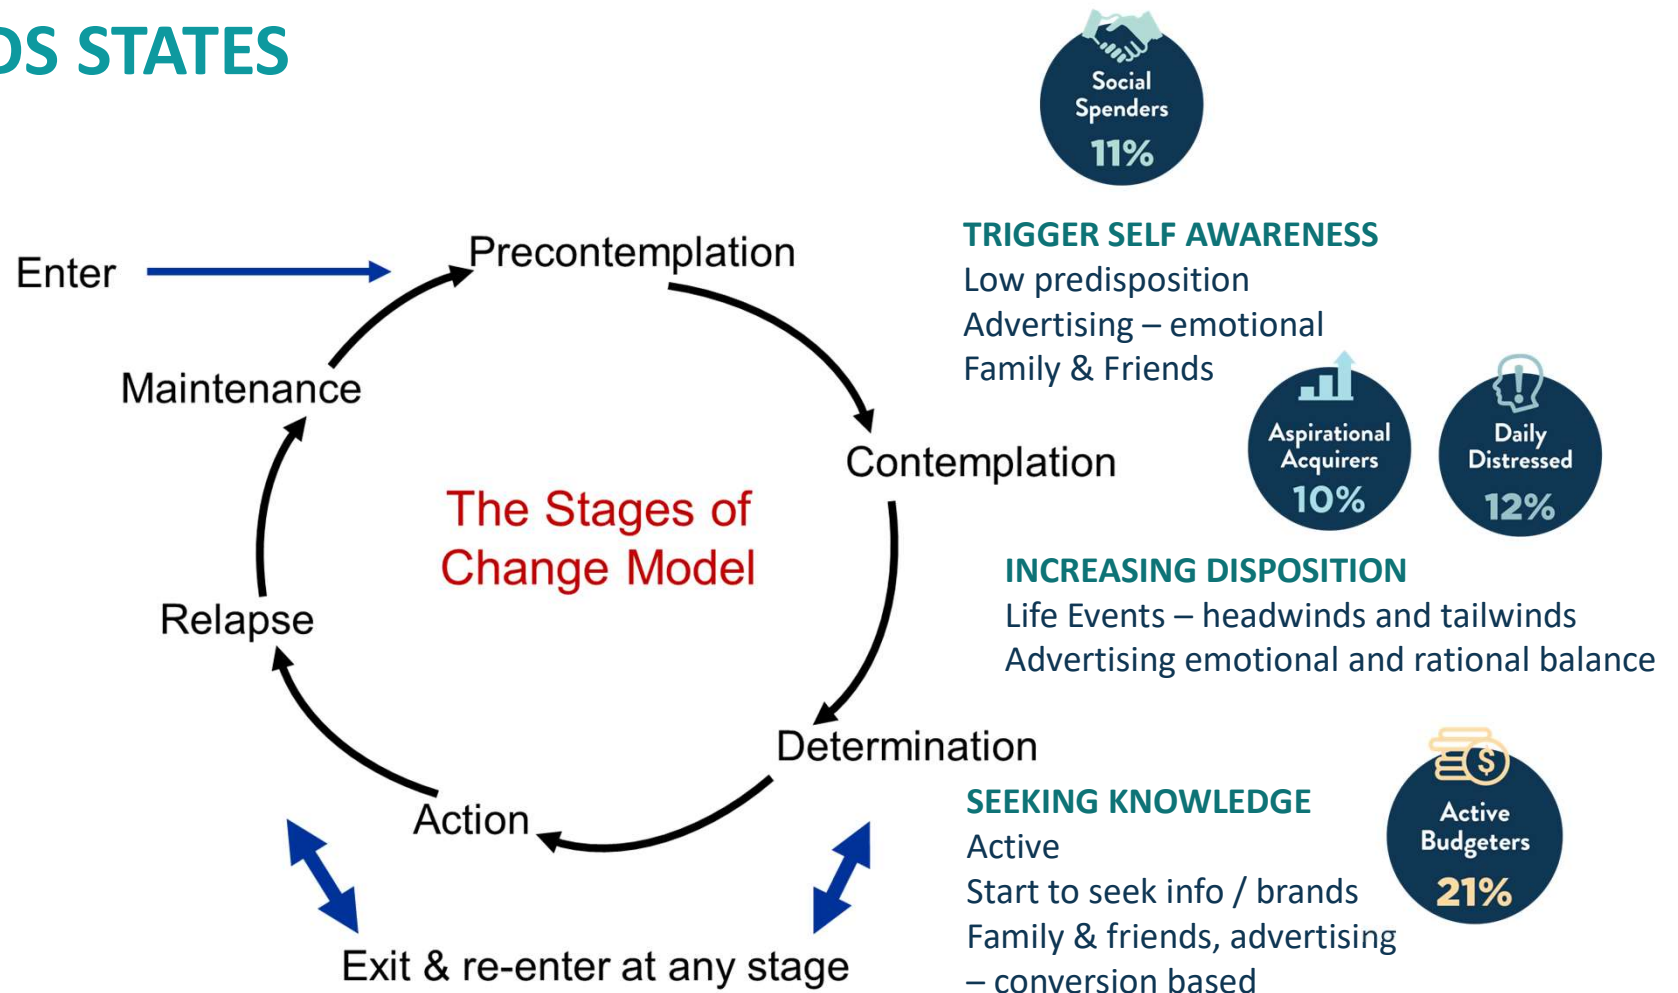 DS STATES
Social
Spenders
11%
Enter
Precontemplation
TRIGGER SELF AWARENESS
Low predisposition
Advertising – emotional
Family & Friends
Maintenance
Aspirational
Acquirers
10%
Daily
Distressed
12%
Contemplation
The Stages of
Change Model
INCREASING DISPOSITION
Life Events – headwinds and tailwinds
Advertising emotional and rational balance
Relapse
Determination
SEEKING KNOWLEDGE
Active
Start to seek info / brands
Family & friends, advertising
– conversion based
$
Active
Budgeters
21%
Action
Exit & re-enter at any stage